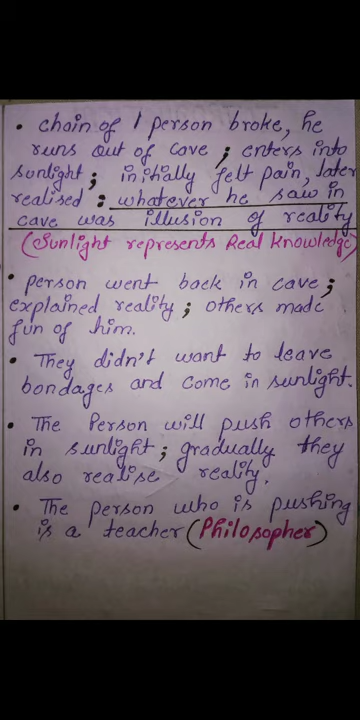 • Chain of 1 person broke, he
runs out of cave ; enters into
sunlight ; initially felt pain, later
realised : whatever he saw in
cave was illusion of reality
(Sunlight represents Real knowledge)
• person went back in cave ;
explained reality ; others made
fun of him.
• They didn't want to leave
bondages and come in sunlight.
• The Person will push others
in sunlight ; gradually they
also realise reality.
• The person who is pushing
is a teacher (Philosopher)